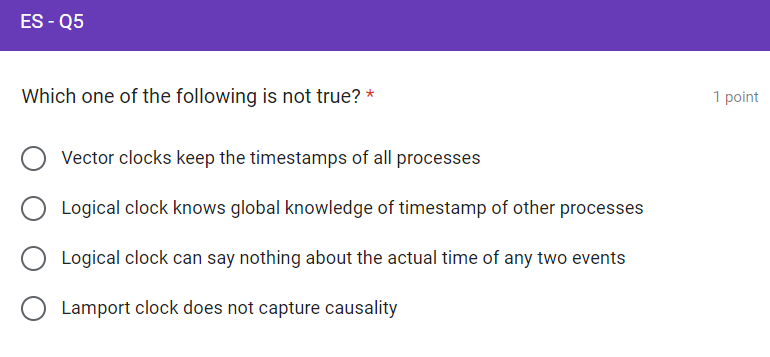 ES - Q5
Which one of the following is not true? *
1 point
Vector clocks keep the timestamps of all processes
Logical clock knows global knowledge of timestamp of other processes
Logical clock can say nothing about the actual time of any two events
Lamport clock does not capture causality